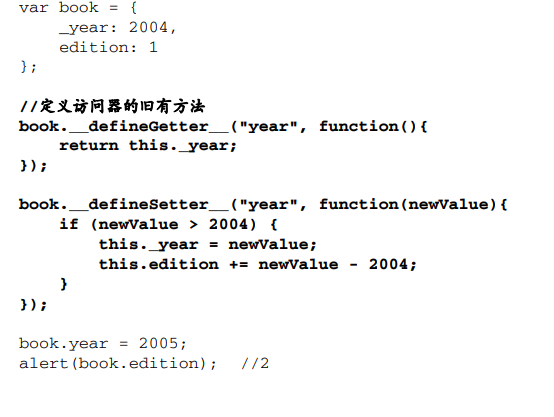 var book = {
    _year: 2004,
    edition: 1
};
//定义访问器的旧有方法
book.__defineGetter__("year", function(){
    return this._year;
});
book.__defineSetter__("year", function(newValue){
    if (newValue > 2004) {
        this._year = newValue;
        this.edition += newValue - 2004;
    }
});
book.year = 2005;
alert(book.edition);  //2